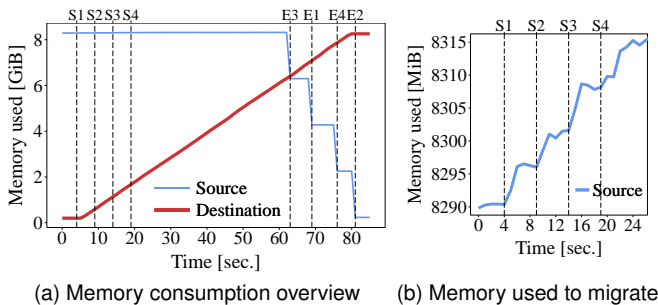 S1 S2 S3 S4 E3 E1 E4 E2
Memory used [GiB]
8
6
4
2
0
Source
Destination
0 10 20 30 40 50 60 70 80
Time [sec.]
(a) Memory consumption overview
S1 S2 S3 S4
Memory used [MiB]
8315
8310
8305
8300
8295
8290
Source
0 4 8 12 16 20 24
Time [sec.]
(b) Memory used to migrate